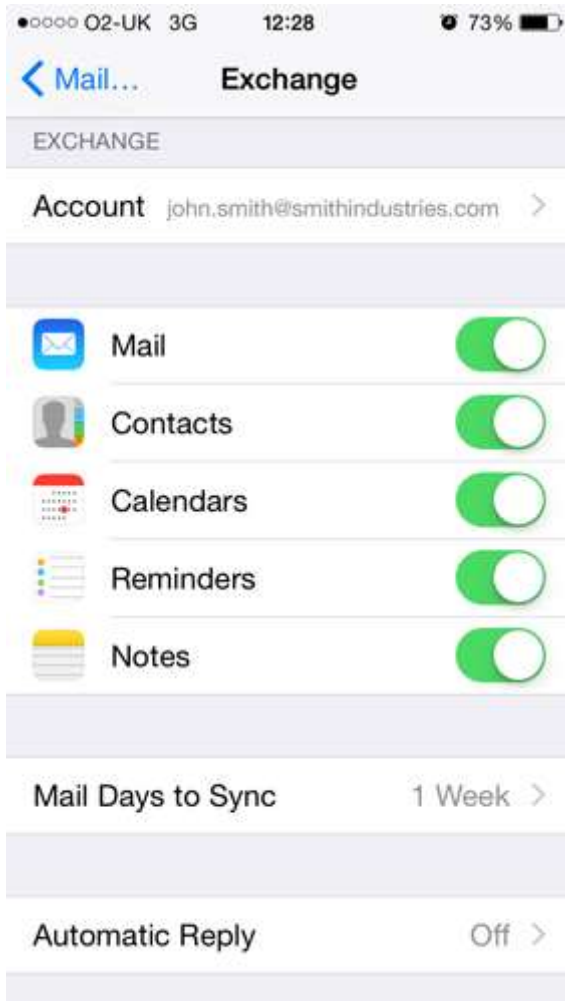 O2-UK 3G 12:28 73%
Mail... Exchange
EXCHANGE
Account john.smith@smithindustries.com
Mail
Contacts
Calendars
Reminders
Notes
Mail Days to Sync 1 Week
Automatic Reply Off